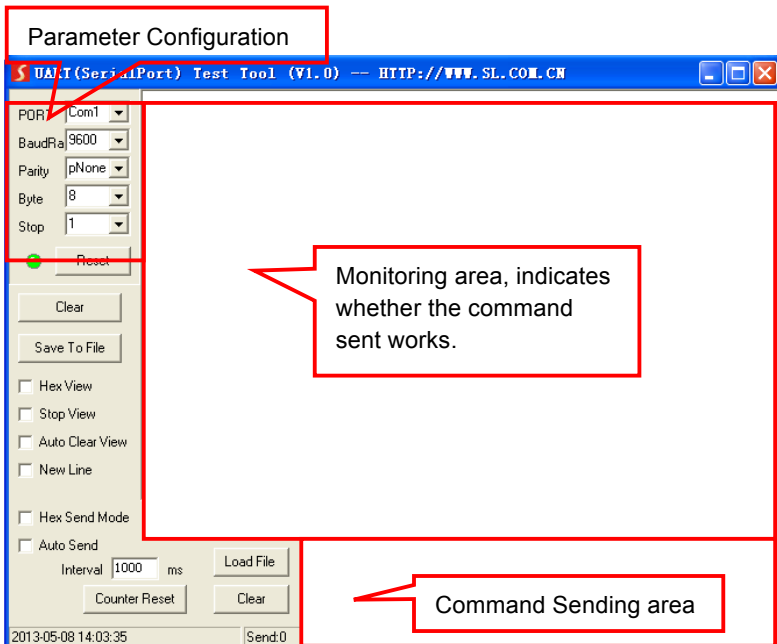 Parameter Configuration
UART(SerialPort) Test Tool (V1.0) -- HTTP://WWW.SL.COM.CN
PORT Com1
BaudRa 9600
Parity pNone
Byte 8
Stop 1
Reset
Clear
Save To File
Hex View
Stop View
Auto Clear View
New Line
Monitoring area, indicates
whether the command
sent works.
Hex Send Mode
Auto Send
Interval 1000 ms
Load File
Counter Reset
Clear
Command Sending area
2013-05-08 14:03:35
Send:0